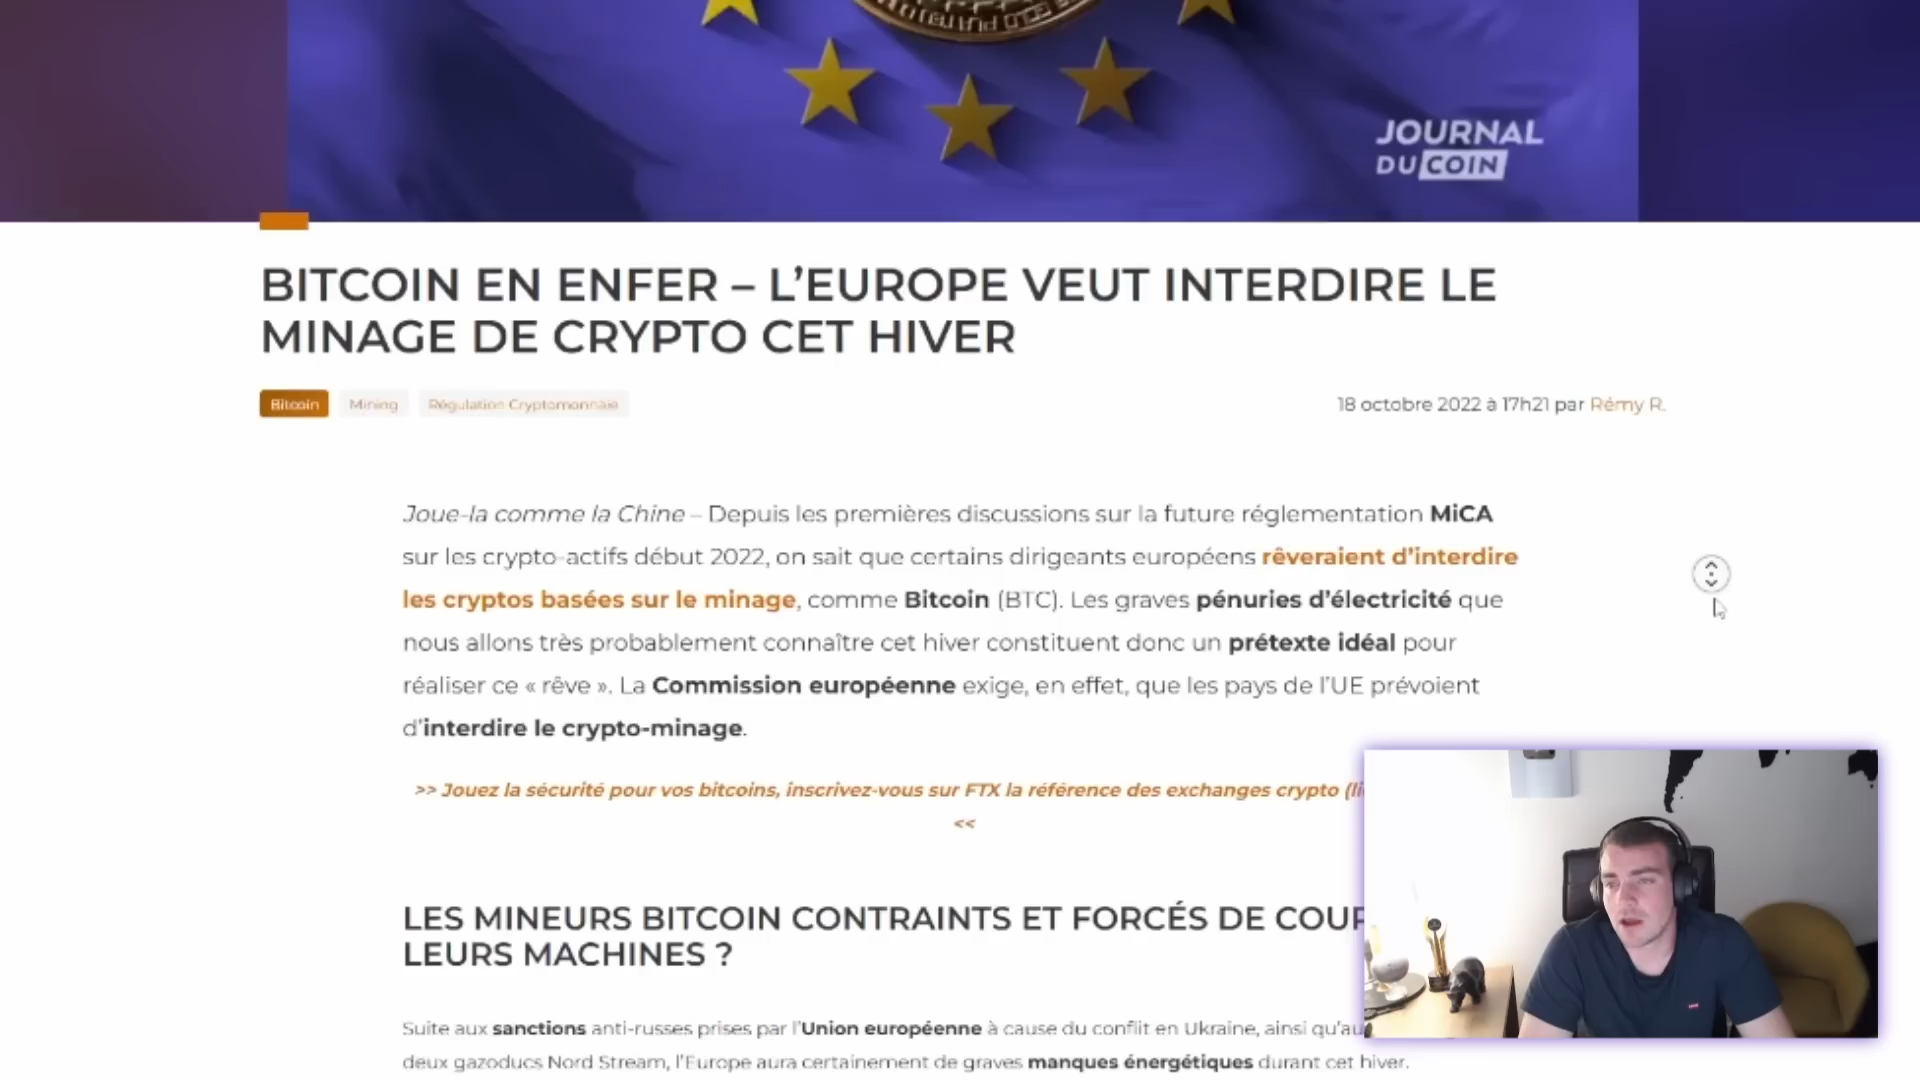 JOURNAL
DU COIN
BITCOIN EN ENFER – L'EUROPE VEUT INTERDIRE LE
MINAGE DE CRYPTO CET HIVER
Bitcoin Mining Régulation Cryptomonnaie
18 octobre 2022 à 17h21 par Rémy R.
Joue-la comme la Chine – Depuis les premières discussions sur la future réglementation MiCA
sur les crypto-actifs début 2022, on sait que certains dirigeants européens rêveraient d'interdire
les cryptos basées sur le minage, comme Bitcoin (BTC). Les graves pénuries d'électricité que
nous allons très probablement connaître cet hiver constituent donc un prétexte idéal pour
réaliser ce « rêve ». La Commission européenne exige, en effet, que les pays de l'UE prévoient
d'interdire le crypto-minage.
>> Jouez la sécurité pour vos bitcoins, inscrivez-vous sur FTX la référence des exchanges crypto
<<
LES MINEURS BITCOIN CONTRAINTS ET FORCÉS DE
LEURS MACHINES ?
Suite aux sanctions anti-russes prises par l'Union européenne à cause du conflit en Ukraine, ainsi
deux gazoducs Nord Stream, l'Europe aura certainement de graves manques énergétiques durant cet hiver.